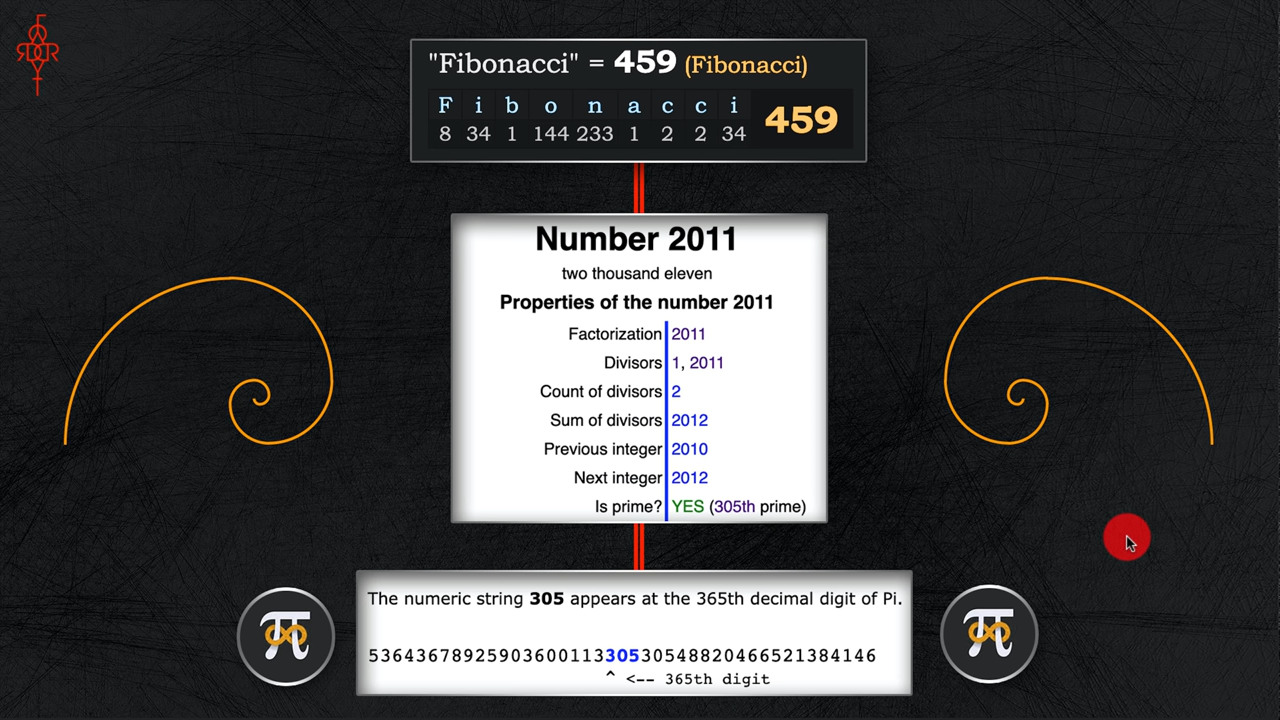 "Fibonacci" = 459 (Fibonacci)
F i b o n a c c i 459
8 34 1 144 233 1 2 2 34
Number 2011
two thousand eleven
Properties of the number 2011
Factorization 2011
Divisors 1, 2011
Count of divisors 2
Sum of divisors 2012
Previous integer 2010
Next integer 2012
Is prime? YES (305th prime)
The numeric string 305 appears at the 365th decimal digit of Pi.
53643678925903600113305305488204665213841​46
^ <-- 365th digit